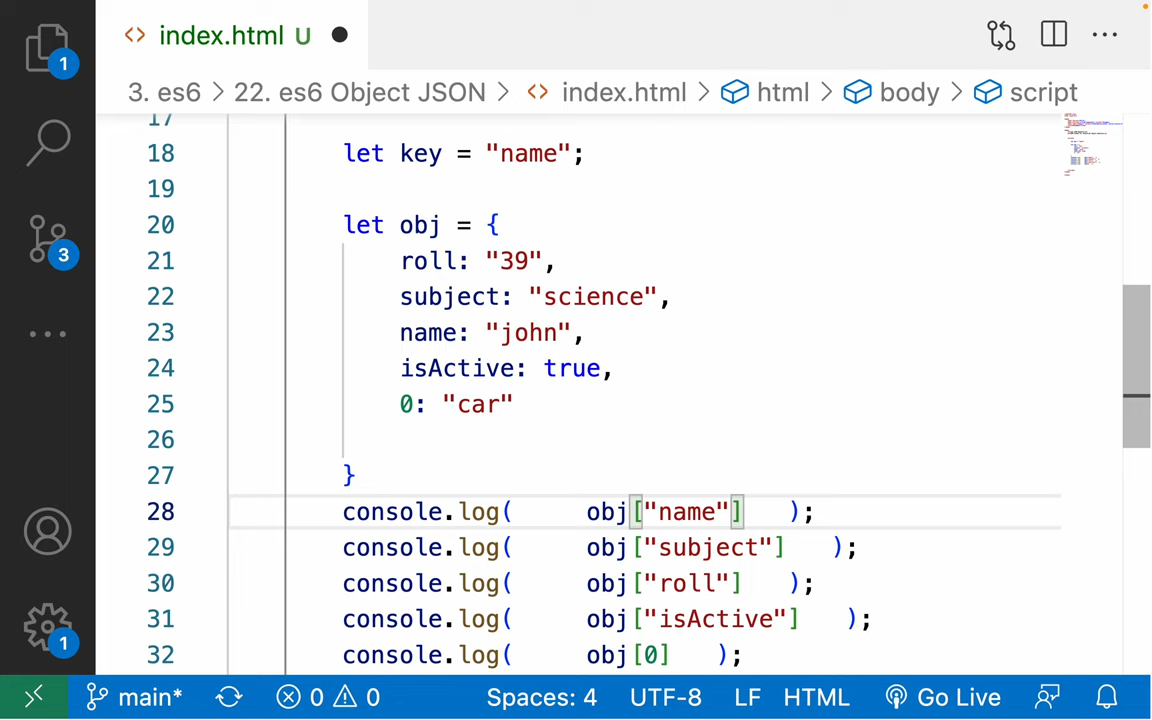 index.html U
3. es6 > 22. es6 Object JSON > index.html > html > body > script
17
18 let key = "name";
19
20 let obj = {
21 roll: "39",
22 subject: "science",
23 name: "john",
24 isActive: true,
25 0: "car"
26
27 }
28 console.log( obj["name"] );
29 console.log( obj["subject"] );
30 console.log( obj["roll"] );
31 console.log( obj["isActive"] );
32 console.log( obj[0] );
1
3
1
main* 0 0 Spaces: 4 UTF-8 LF HTML Go Live